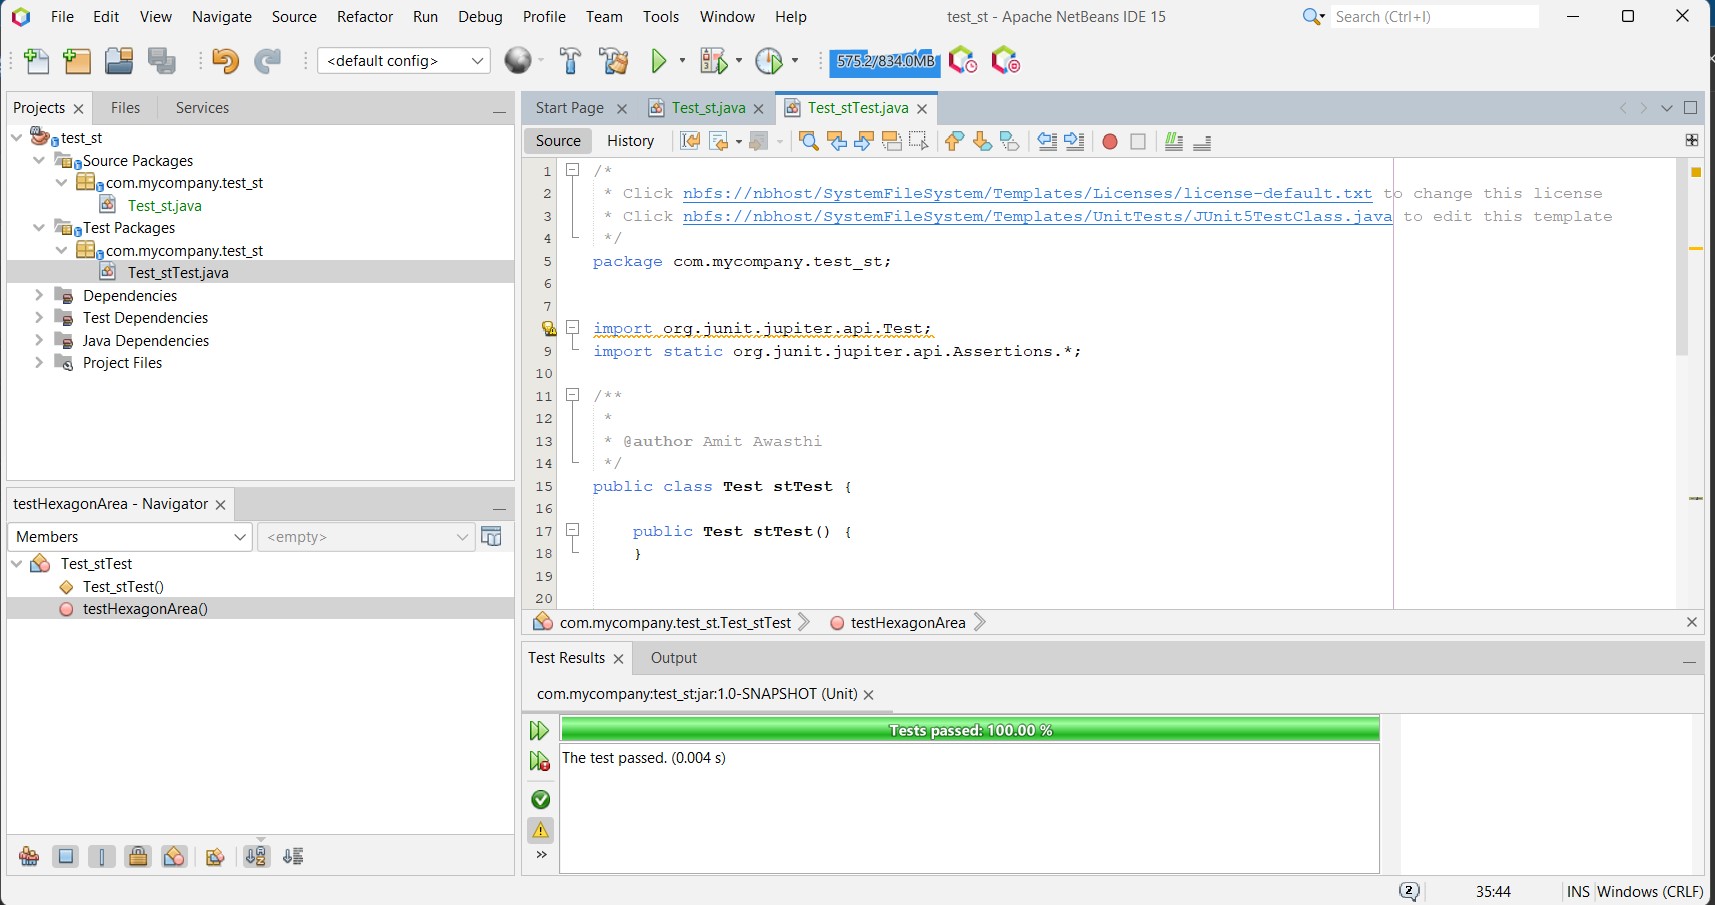 File Edit View Navigate Source Refactor Run Debug Profile Team Tools Window Help test_st - Apache NetBeans IDE 15 Search (Ctrl+I)
<default config> 575.2/834.0MB
Projects Files Services
test_st
Source Packages
com.mycompany.test_st
Test_st.java
Test Packages
com.mycompany.test_st
Test_stTest.java
Dependencies
Test Dependencies
Java Dependencies
Project Files
testHexagonArea - Navigator
Members <empty>
Test_stTest
Test_stTest()
testHexagonArea()
Start Page Test_st.java Test_stTest.java
Source History
1 /*
2 * Click nbfs://nbhost/SystemFileSystem/Templates/Licenses/license-default.txt to change this license
3 * Click nbfs://nbhost/SystemFileSystem/Templates/UnitTests/JUnit5TestClass.java to edit this template
4 */
5 package com.mycompany.test_st;
6
7
import org.junit.jupiter.api.Test;
9 import static org.junit.jupiter.api.Assertions.*;
10
11 /**
12 *
13 * @author Amit Awasthi
14 */
15 public class Test stTest {
16
17 public Test stTest() {
18 }
19
20
com.mycompany.test_st.Test_stTest testHexagonArea
Test Results Output
com.mycompany:test_st:jar:1.0-SNAPSHOT (Unit)
Tests passed: 100.00 %
The test passed. (0.004 s)
2 35:44 INS Windows (CRLF)